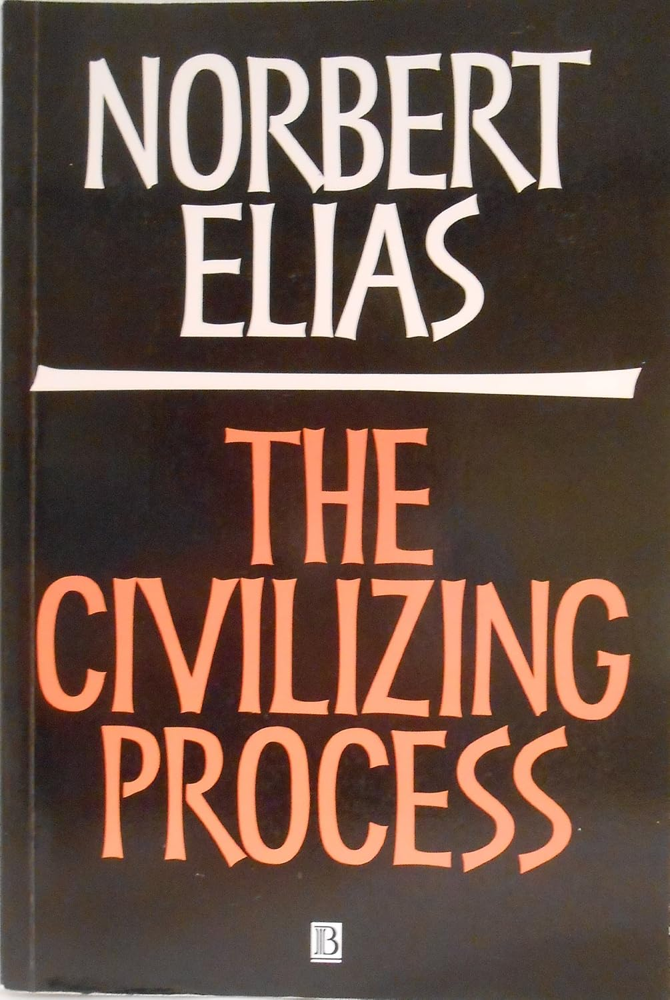 NORBERT
ELIAS
THE
CIVILIZING
PROCESS
B